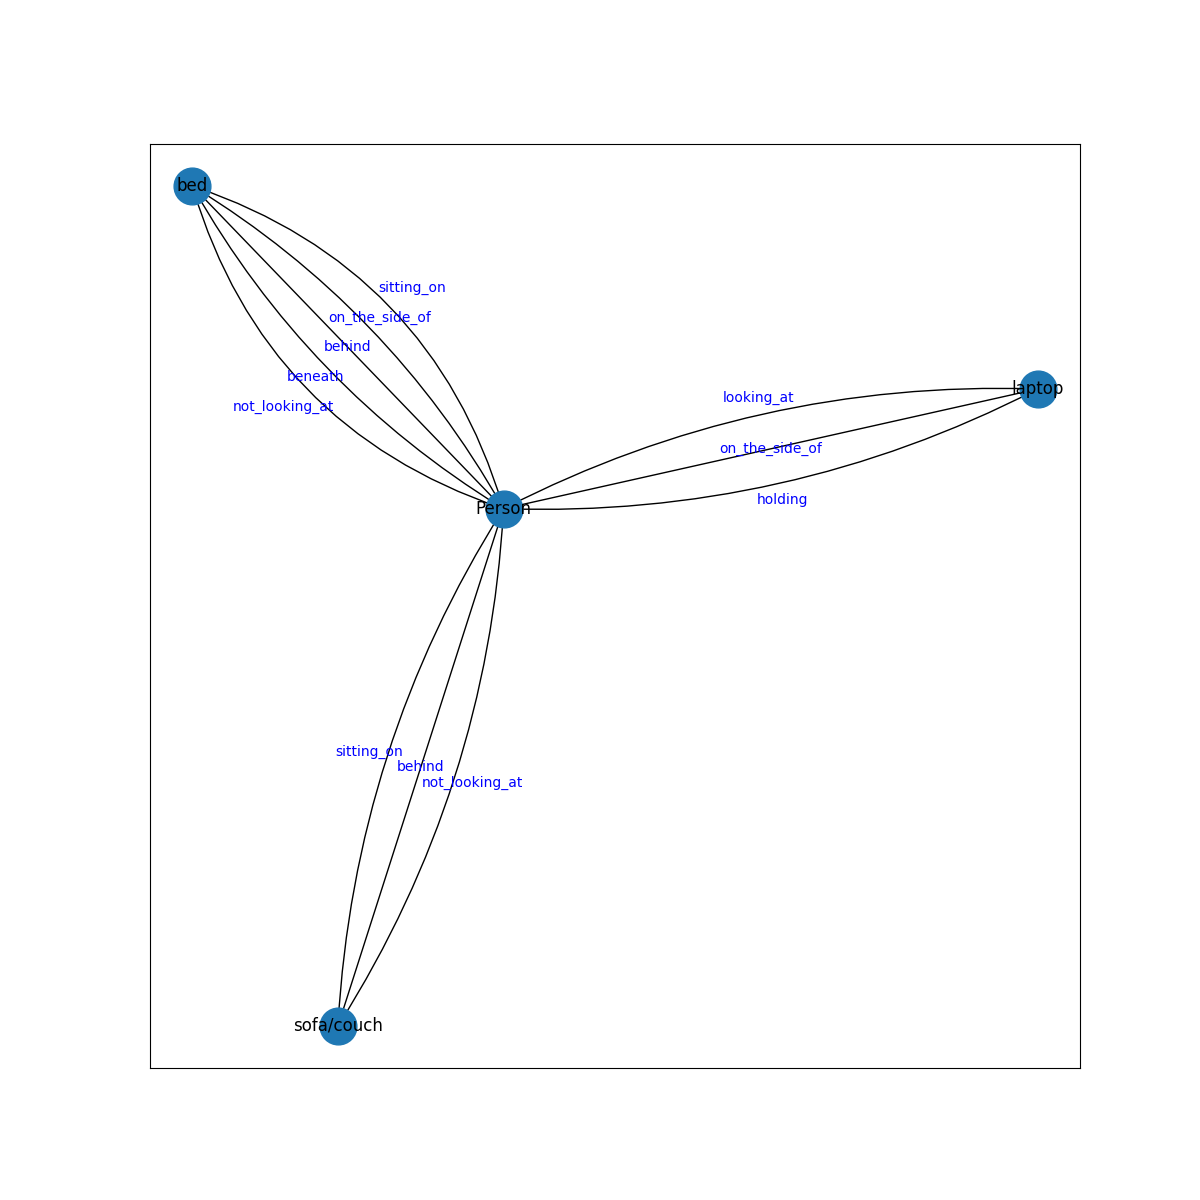 bed
sitting_on
on_the_side_of
behind
beneath
not_looking_at
laptop
looking_at
on_the_side_of
holding
Person
sitting_on
behind
not_looking_at
sofa/couch